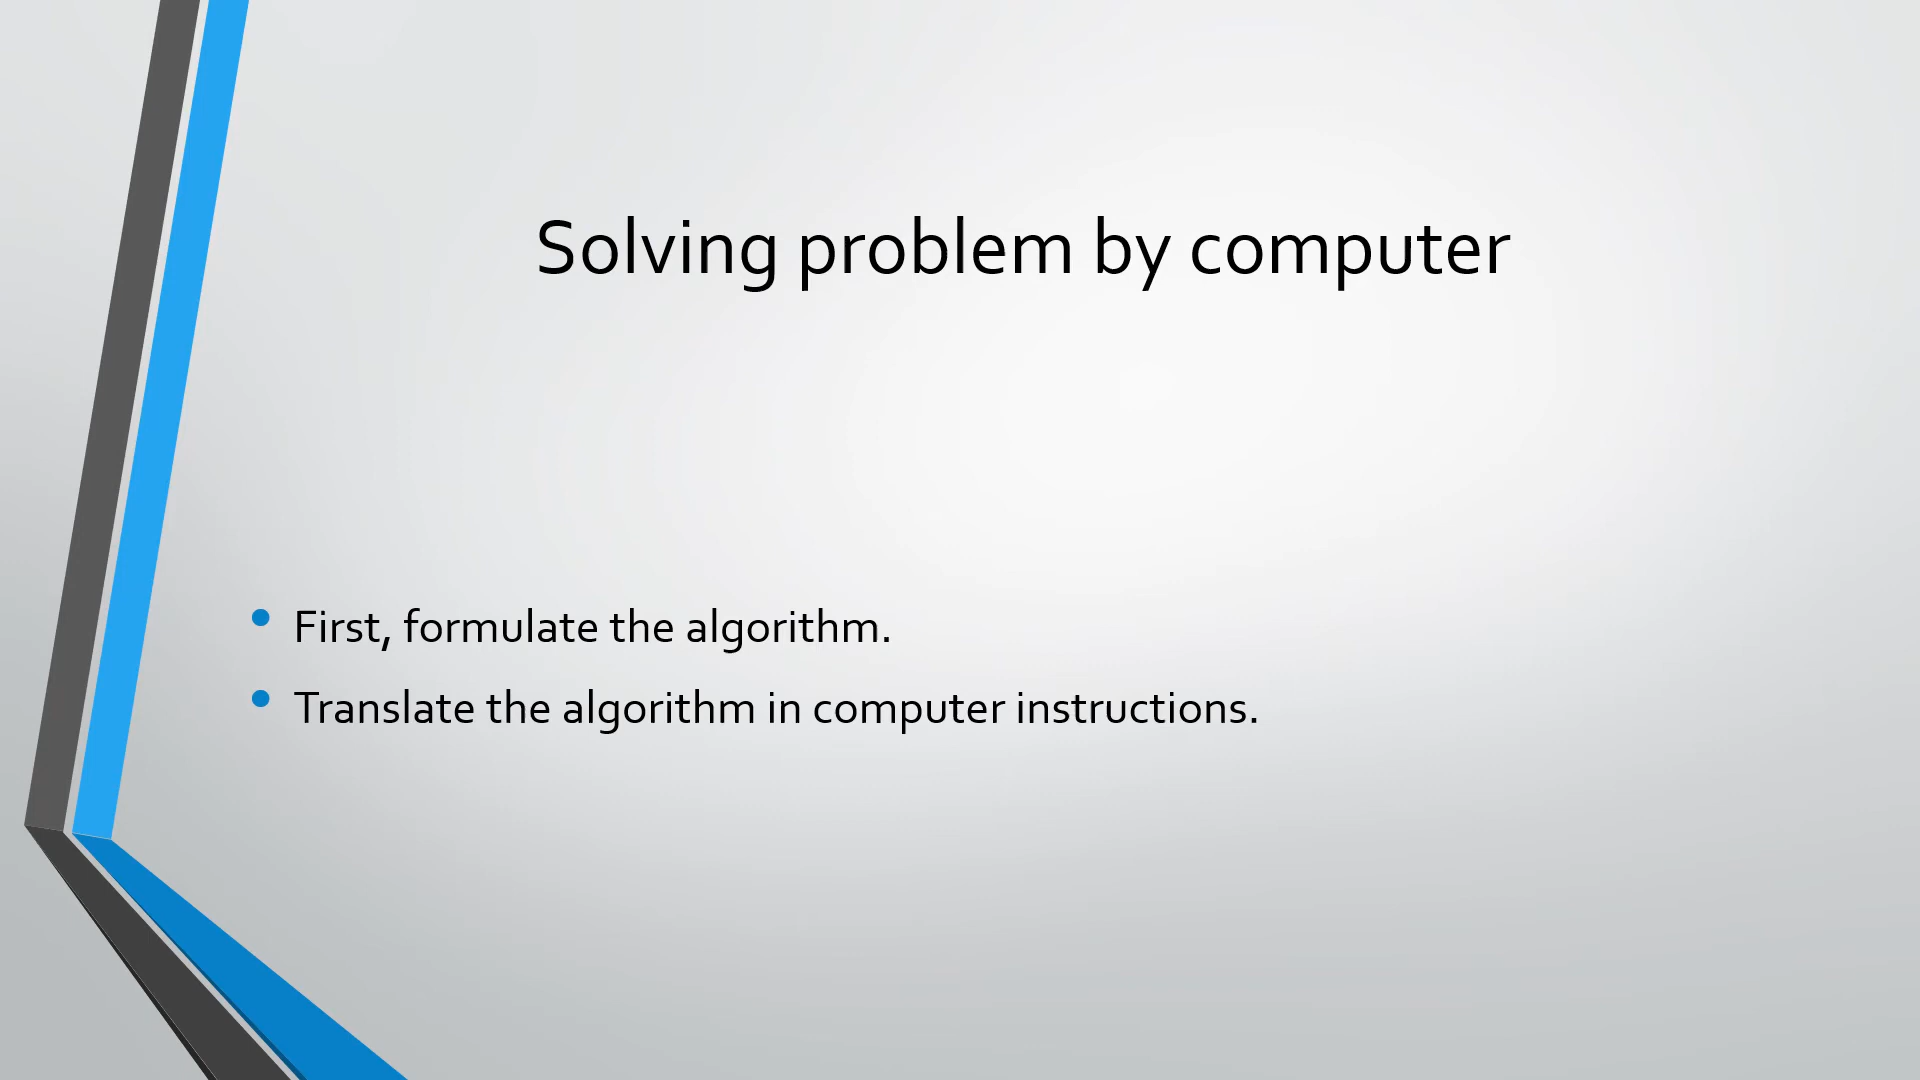 Solving problem by computer
• First, formulate the algorithm.
• Translate the algorithm in computer instructions.